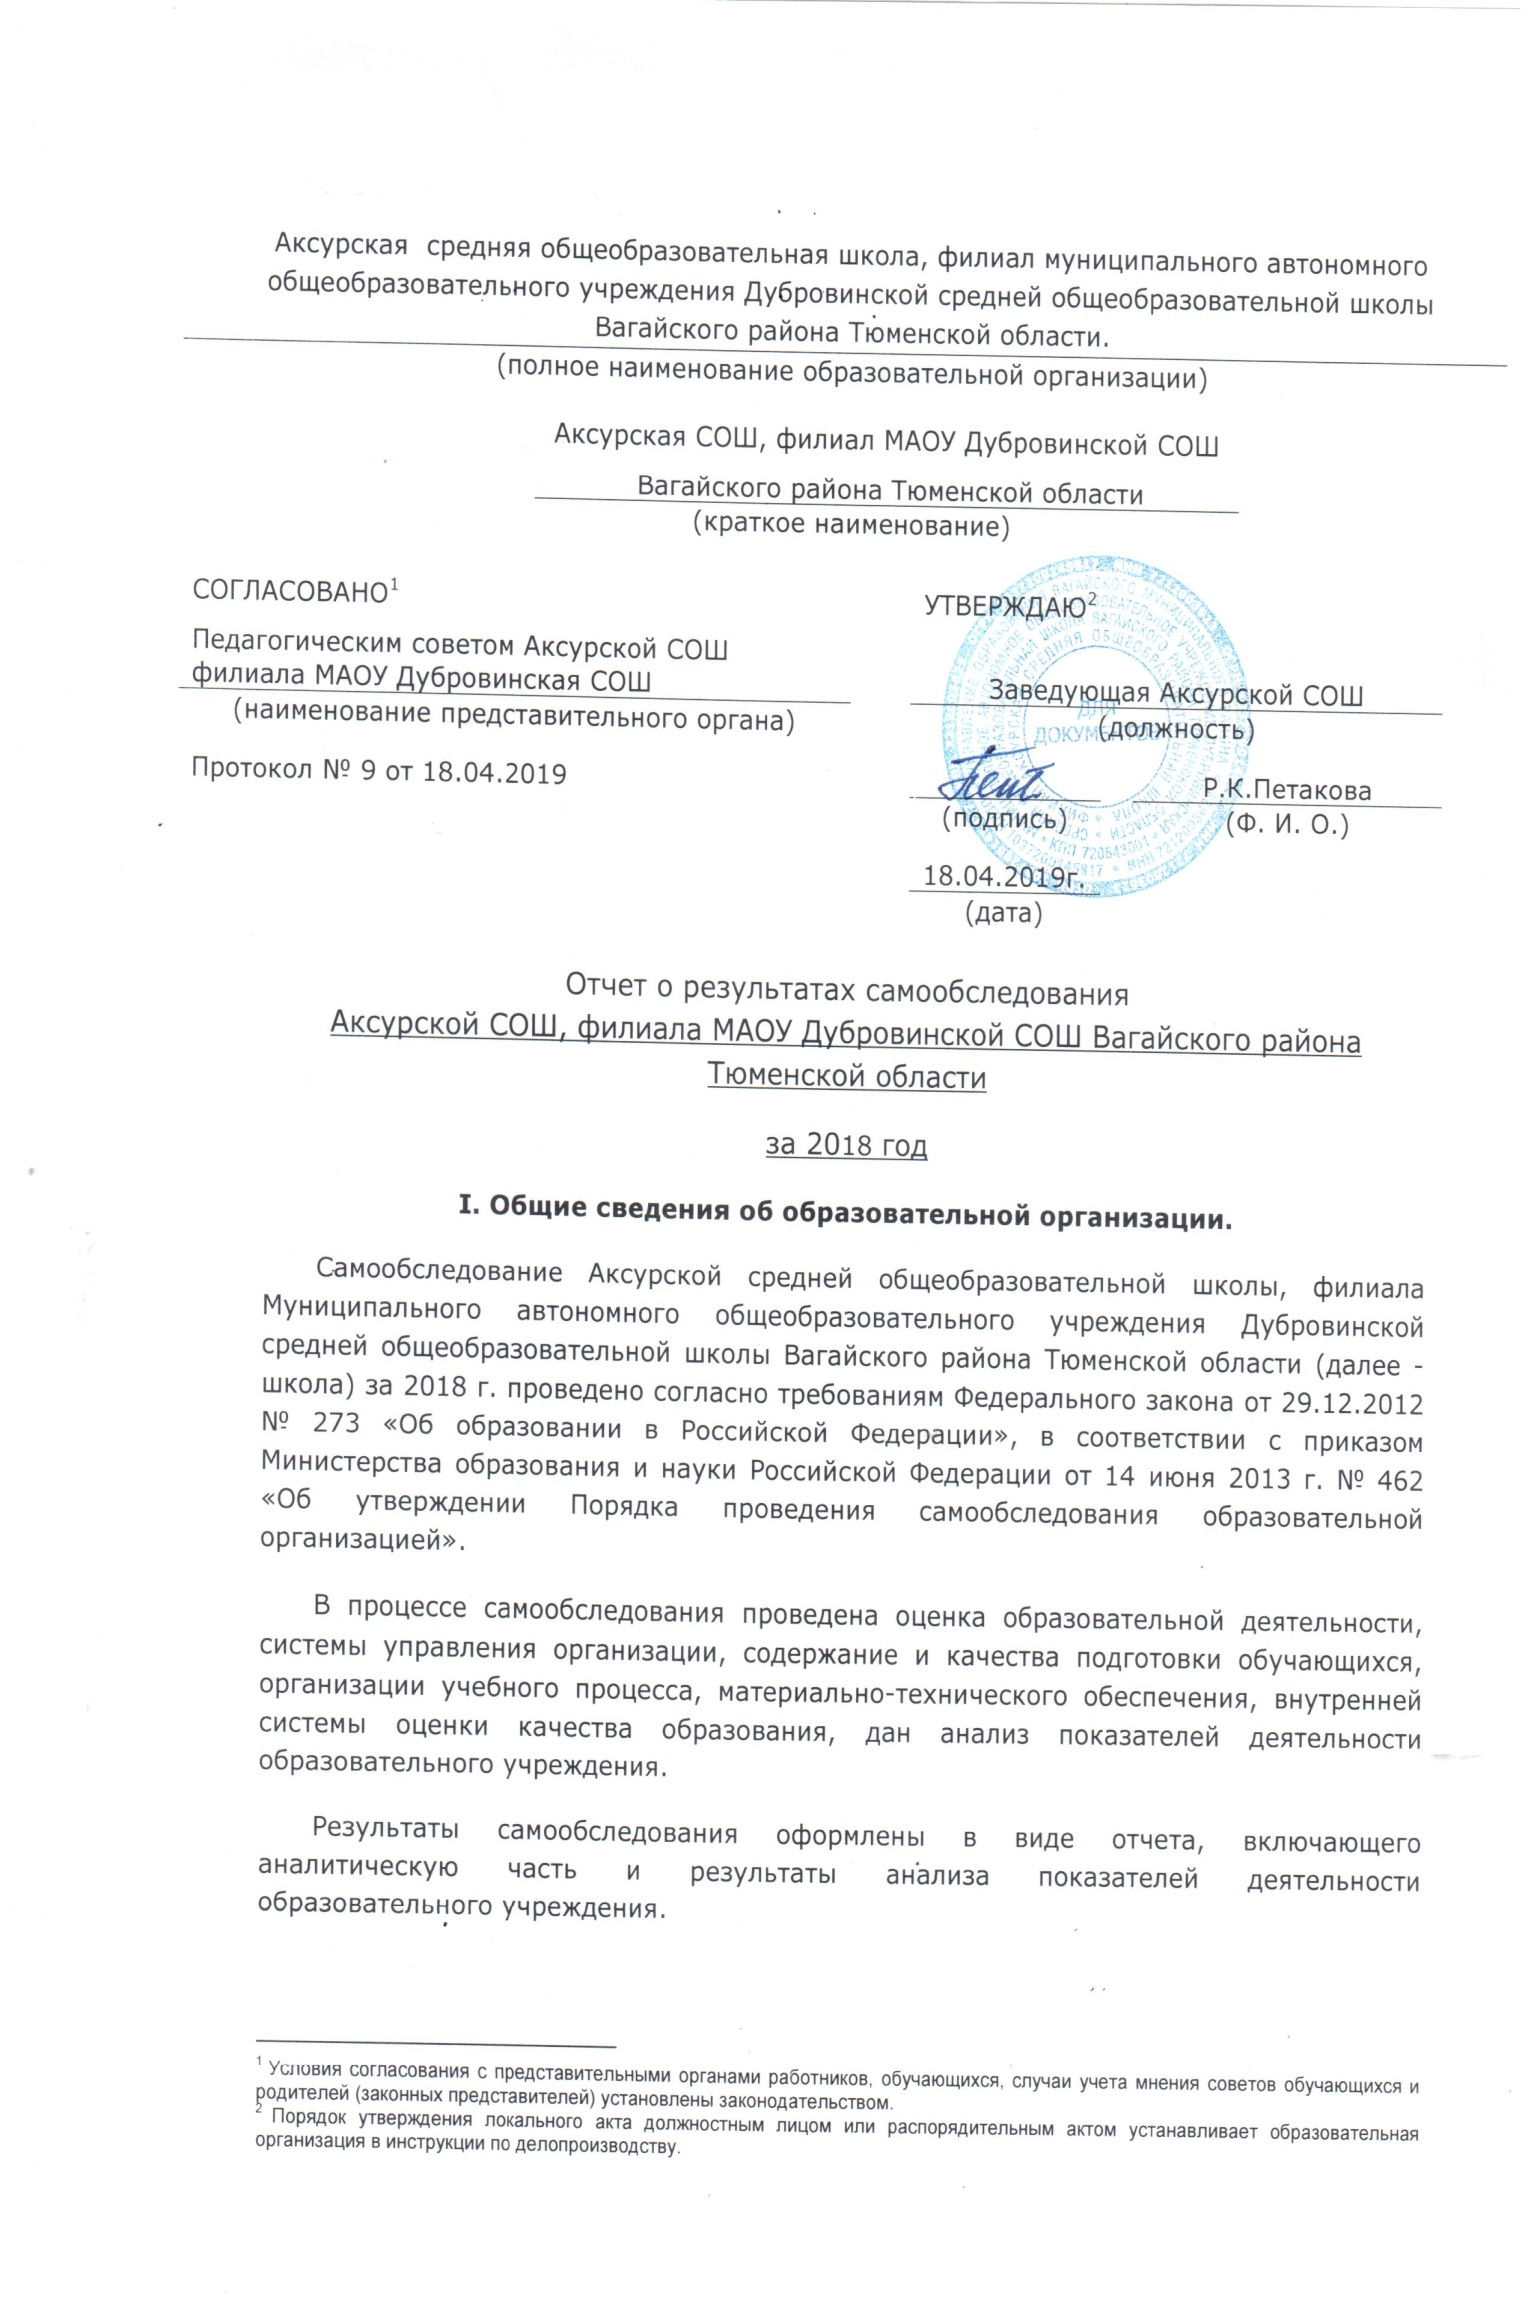 Аксурская средняя общеобразовательная школа, филиал муниципального автономного
общеобразовательного учреждения Дубровинской средней общеобразовательной школы
Вагайского района Тюменской области.
(полное наименование образовательной организации)
Аксурская СОШ, филиал МАОУ Дубровинской СОШ
Вагайского района Тюменской области
(краткое наименование)
СОГЛАСОВАНО¹
Педагогическим советом Аксурской СОШ
филиала МАОУ Дубровинская СОШ
(наименование представительного органа)
Протокол № 9 от 18.04.2019
УТВЕРЖДАЮ²
Заведующая Аксурской СОШ
(должность)
ДЛЯ
ДОКУМЕНТОВ
Р.К.Петакова
(подпись)
(Ф. И. О.)
18.04.2019г.
(дата)
Отчет о результатах самообследования
Аксурской СОШ, филиала МАОУ Дубровинской СОШ Вагайского района
Тюменской области
за 2018 год
I. Общие сведения об образовательной организации.
Самообследование Аксурской средней общеобразовательной школы, филиала
Муниципального автономного общеобразовательного учреждения Дубровинской
средней общеобразовательной школы Вагайского района Тюменской области (далее -
школа) за 2018 г. проведено согласно требованиям Федерального закона от 29.12.2012
№ 273 «Об образовании в Российской Федерации», в соответствии с приказом
Министерства образования и науки Российской Федерации от 14 июня 2013 г. № 462
«Об утверждении Порядка проведения самообследования образовательной
организацией».
В процессе самообследования проведена оценка образовательной деятельности,
системы управления организации, содержание и качества подготовки обучающихся,
организации учебного процесса, материально-технического обеспечения, внутренней
системы оценки качества образования, дан анализ показателей деятельности
образовательного учреждения.
Результаты самообследования оформлены в виде отчета, включающего
аналитическую часть и результаты анализа показателей деятельности
образовательного учреждения.
¹ Условия согласования с представительными органами работников, обучающихся, случаи учета мнения советов обучающихся и
родителей (законных представителей) установлены законодательством.
² Порядок утверждения локального акта должностным лицом или распорядительным актом устанавливает образовательная
организация в инструкции по делопроизводству.